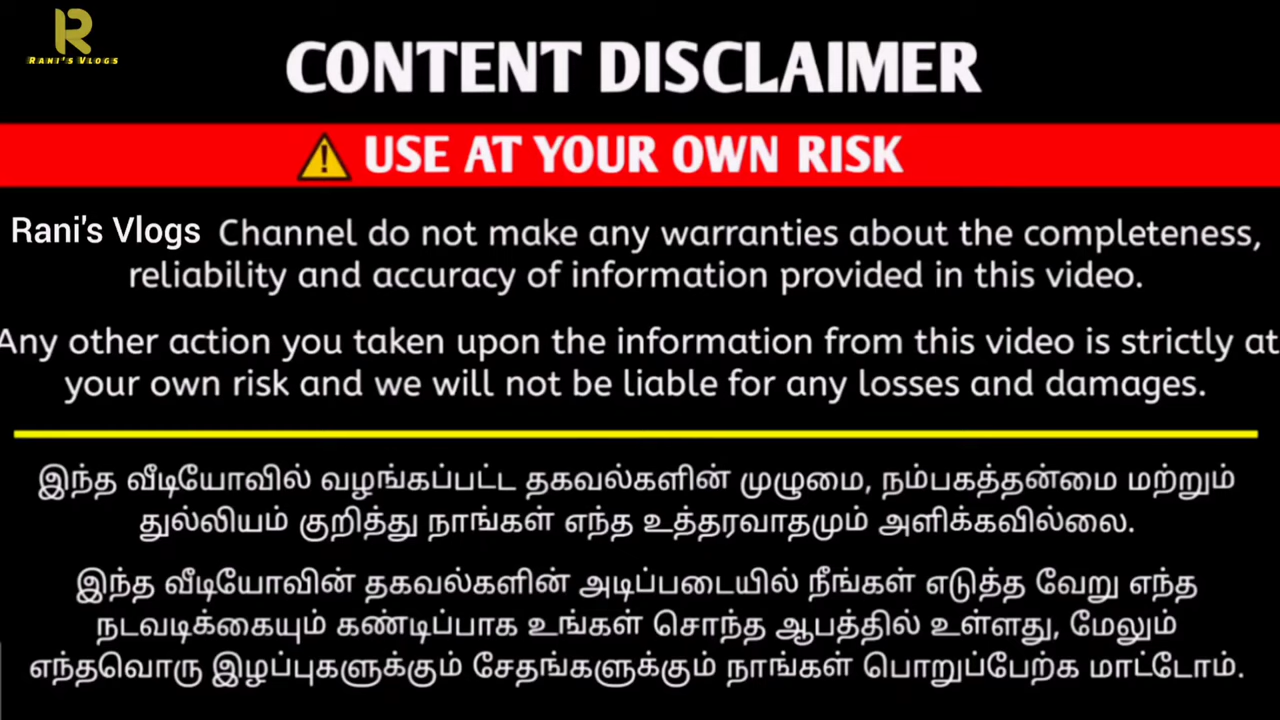 RANI'S VLOGS
CONTENT DISCLAIMER
USE AT YOUR OWN RISK
Rani's Vlogs Channel do not make any warranties about the completeness,
reliability and accuracy of information provided in this video.
Any other action you taken upon the information from this video is strictly at
your own risk and we will not be liable for any losses and damages.
இந்த வீடியோவில் வழங்கப்பட்ட தகவல்களின் முழுமை, நம்பகத்தன்மை மற்றும்
துல்லியம் குறித்து நாங்கள் எந்த உத்தரவாதமும் அளிக்கவில்லை.
இந்த வீடியோவின் தகவல்களின் அடிப்படையில் நீங்கள் எடுத்த வேறு எந்த
நடவடிக்கையும் கண்டிப்பாக உங்கள் சொந்த ஆபத்தில் உள்ளது, மேலும்
எந்தவொரு இழப்புகளுக்கும் சேதங்களுக்கும் நாங்கள் பொறுப்பேற்க மாட்டோம்.